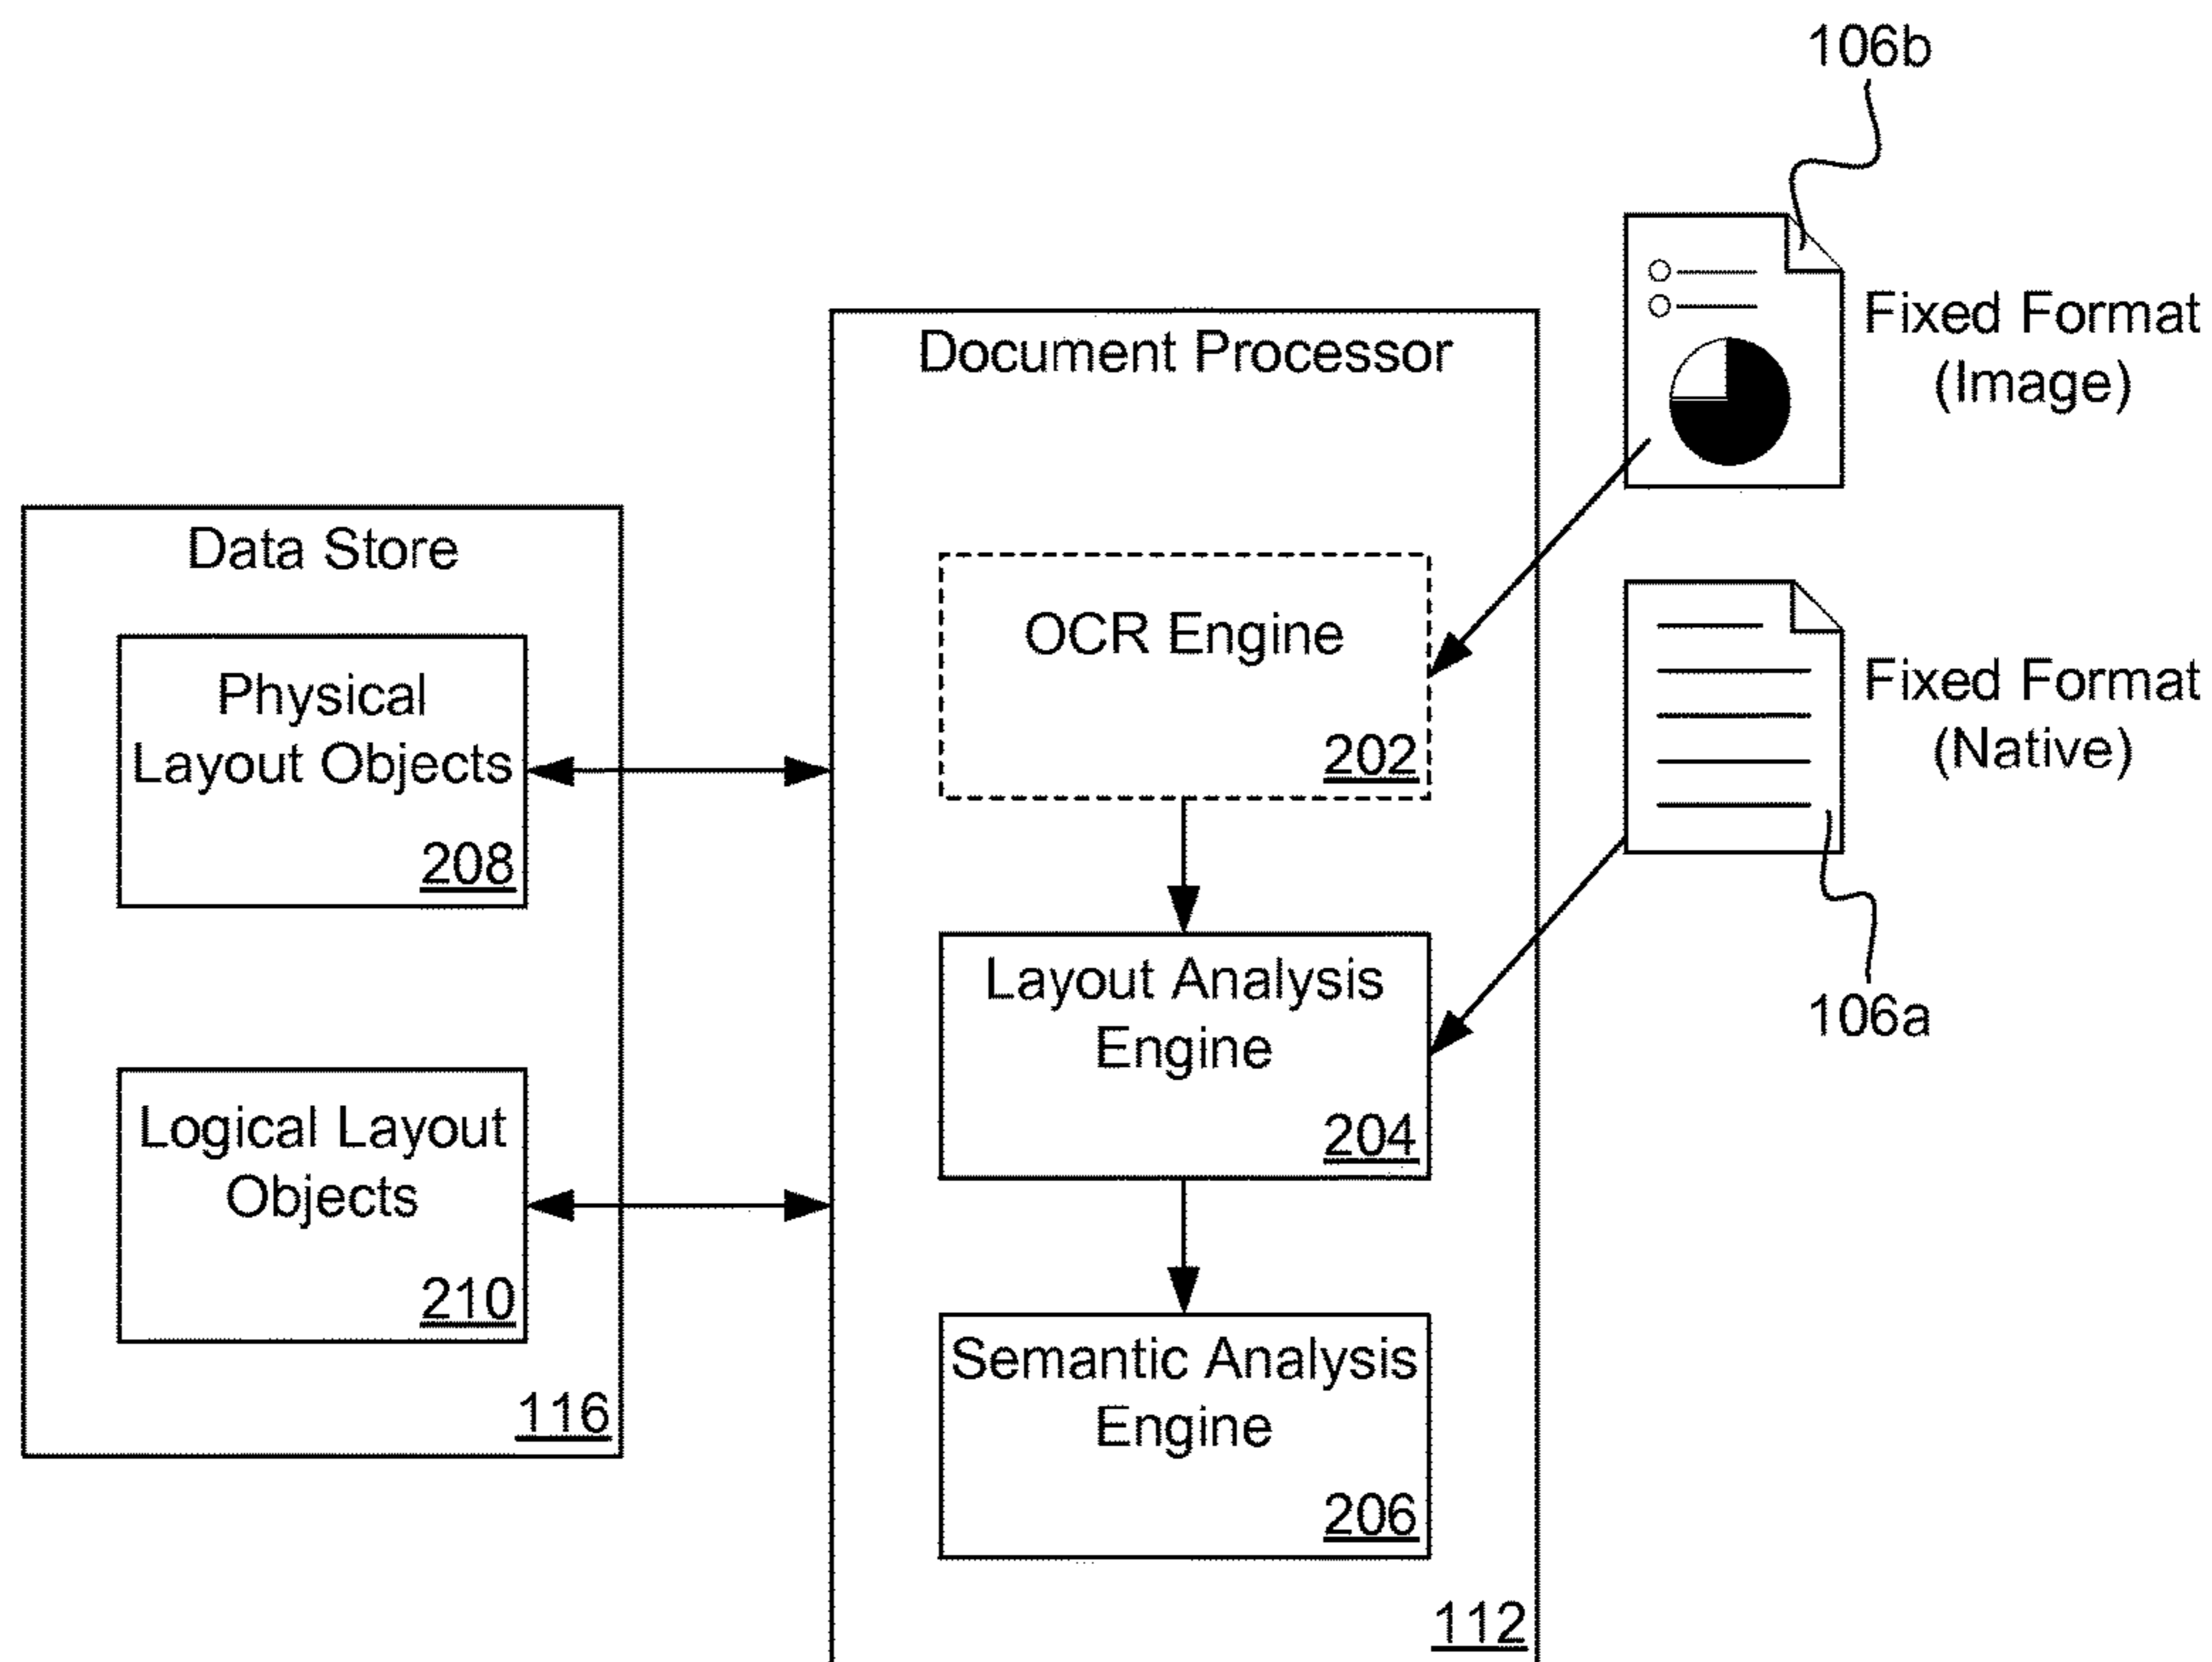 106b
Fixed Format
(Image)
Document Processor
Data Store
OCR Engine
202
Physical
Layout Objects
208
Fixed Format
(Native)
106a
Layout Analysis
Engine
204
Logical Layout
Objects
210
Semantic Analysis
Engine
206
116
112